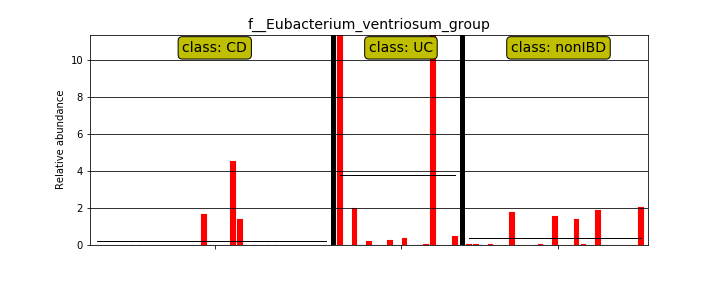 f__Eubacterium_ventriosum_group
class: CD
class: UC
class: nonIBD
Relative abundance
10
8
6
4
2
0